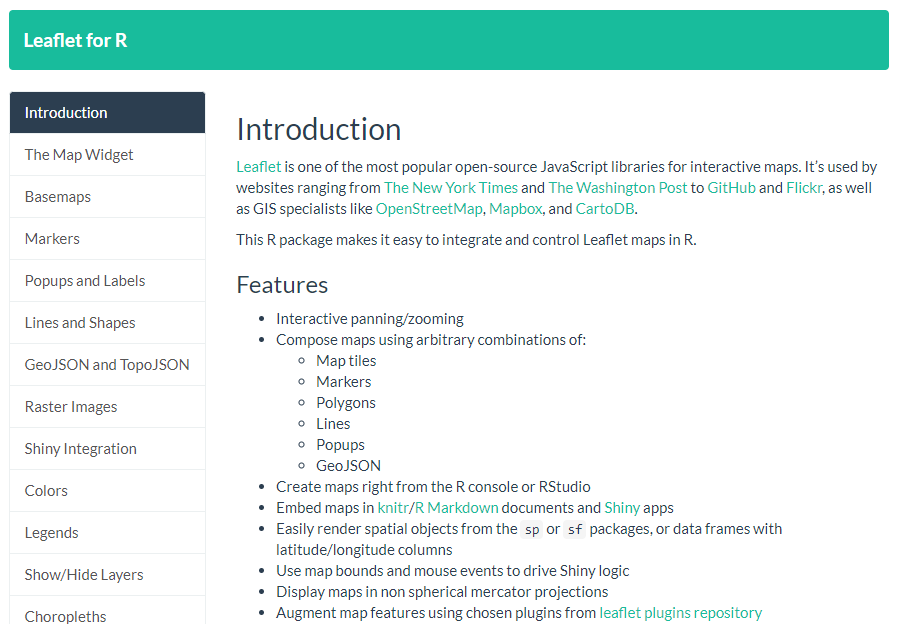 Leaflet for R
Introduction
The Map Widget
Basemaps
Markers
Popups and Labels
Lines and Shapes
GeoJSON and TopoJSON
Raster Images
Shiny Integration
Colors
Legends
Show/Hide Layers
Choropleths
Introduction
Leaflet is one of the most popular open-source JavaScript libraries for interactive maps. It’s used by
websites ranging from The New York Times and The Washington Post to GitHub and Flickr, as well
as GIS specialists like OpenStreetMap, Mapbox, and CartoDB.
This R package makes it easy to integrate and control Leaflet maps in R.
Features
• Interactive panning/zooming
• Compose maps using arbitrary combinations of:
◦ Map tiles
◦ Markers
◦ Polygons
◦ Lines
◦ Popups
◦ GeoJSON
• Create maps right from the R console or RStudio
• Embed maps in knitr/R Markdown documents and Shiny apps
• Easily render spatial objects from the sp or sf packages, or data frames with
latitude/longitude columns
• Use map bounds and mouse events to drive Shiny logic
• Display maps in non spherical mercator projections
• Augment map features using chosen plugins from leaflet plugins repository